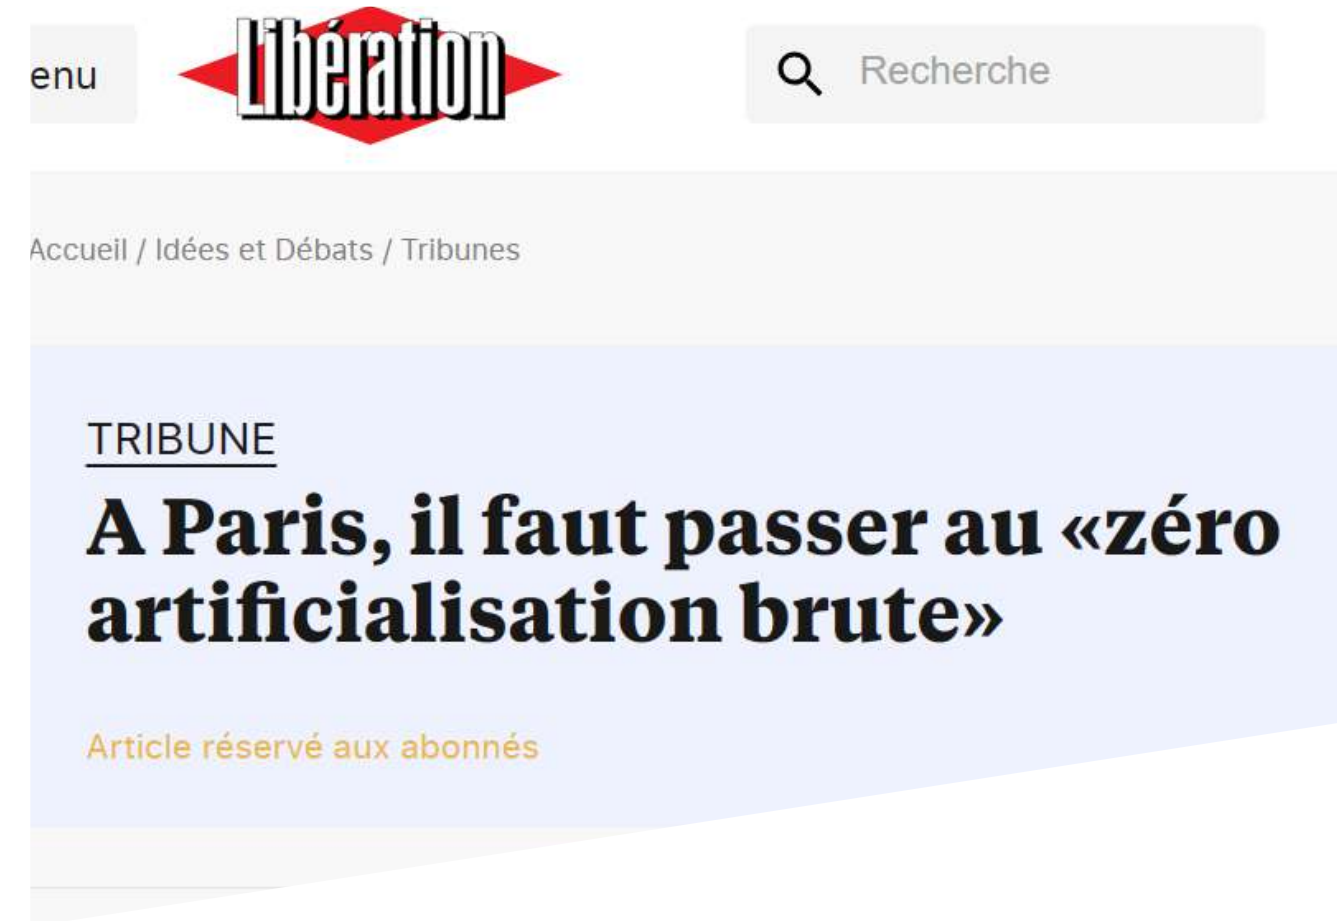 enu
Libération
Recherche
Accueil / Idées et Débats / Tribunes
TRIBUNE
A Paris, il faut passer au «zéro
artificialisation brute»
Article réservé aux abonnés